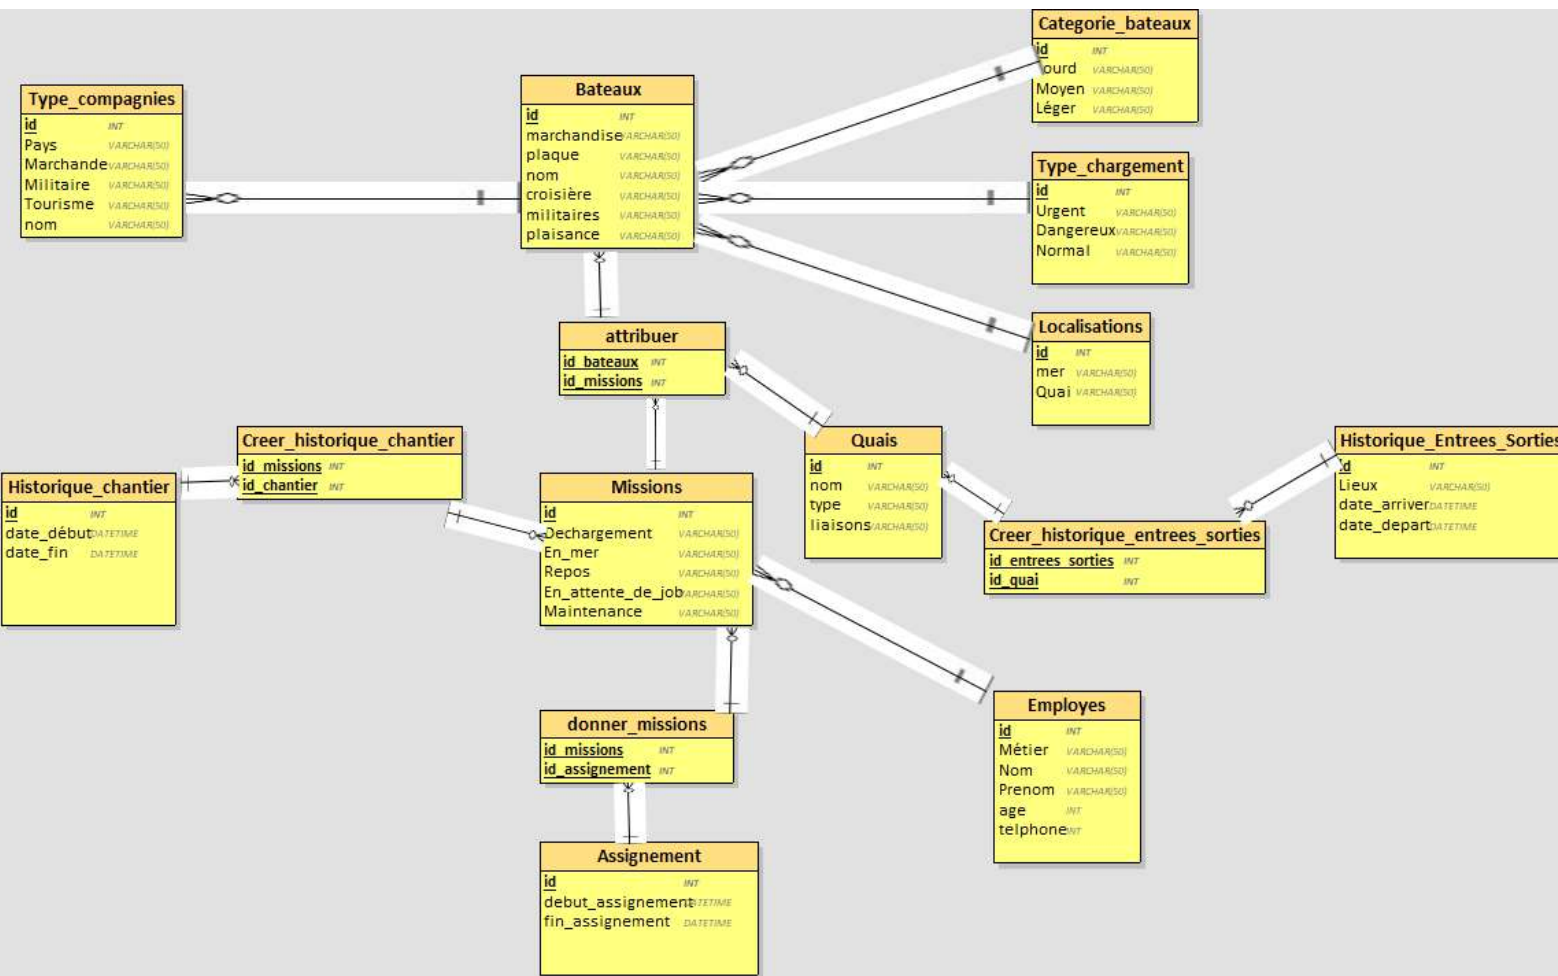 Categorie_bateaux
id INT
ourd VARCHAR(50)
Moyen VARCHAR(50)
Léger VARCHAR(50)
Type_compagnies
id INT
Pays VARCHAR(50)
Marchande VARCHAR(50)
Militaire VARCHAR(50)
Tourisme VARCHAR(50)
nom VARCHAR(50)
Bateaux
id INT
marchandise VARCHAR(50)
plaque VARCHAR(50)
nom VARCHAR(50)
croisière VARCHAR(50)
militaires VARCHAR(50)
plaisance VARCHAR(50)
Type_chargement
id INT
Urgent VARCHAR(50)
Dangereux VARCHAR(50)
Normal VARCHAR(50)
Localisations
id INT
mer VARCHAR(50)
Quai VARCHAR(50)
attribuer
id_bateaux INT
id_missions INT
Creer_historique_chantier
id_missions INT
id_chantier INT
Historique_chantier
id INT
date_début DATETIME
date_fin DATETIME
Missions
id INT
Dechargement VARCHAR(50)
En_mer VARCHAR(50)
Repos VARCHAR(50)
En_attente_de_job VARCHAR(50)
Maintenance VARCHAR(50)
Quais
id INT
nom VARCHAR(50)
type VARCHAR(50)
liaisons VARCHAR(50)
Historique_Entrees_Sorties
id INT
Lieux VARCHAR(50)
date_arriver DATETIME
date_depart DATETIME
Creer_historique_entrees_sorties
id_entrees_sorties INT
id_quai INT
donner_missions
id_missions INT
id_assignement INT
Employes
id INT
Métier VARCHAR(50)
Nom VARCHAR(50)
Prenom VARCHAR(50)
age INT
telphone INT
Assignement
id INT
debut_assignement DATETIME
fin_assignement DATETIME